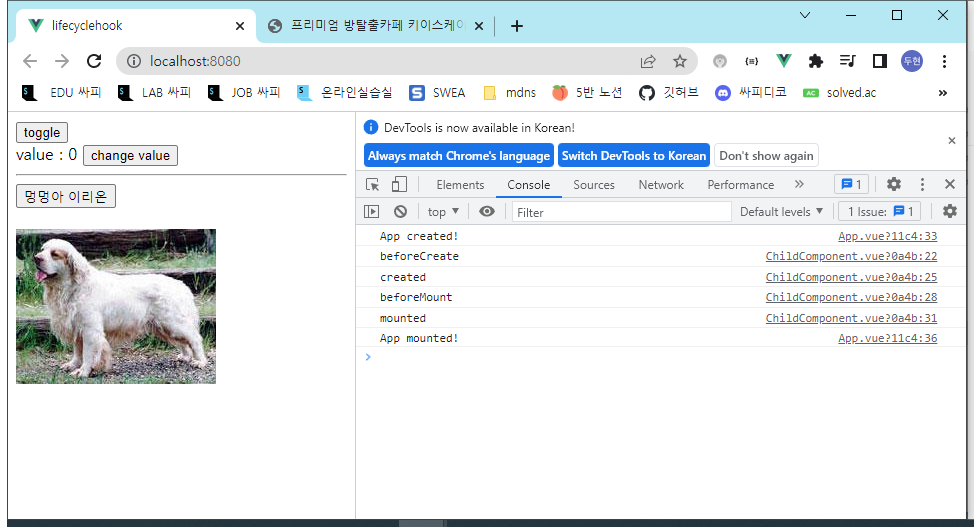 lifecyclehook
프리미엄 방탈출카페 키이스케이
localhost:8080
두현
EDU 싸피 LAB 싸피 JOB 싸피 온라인실습실 SWEA mdns 5반 노션 깃허브 싸피디코 solved.ac »
toggle
value : 0 change value
멍멍아 이리온
DevTools is now available in Korean!
Always match Chrome's language Switch DevTools to Korean Don't show again
Elements Console Sources Network Performance » 1
top Filter Default levels 1 Issue: 1
App created! App.vue?11c4:33
beforeCreate ChildComponent.vue?0a4b:22
created ChildComponent.vue?0a4b:25
beforeMount ChildComponent.vue?0a4b:28
mounted ChildComponent.vue?0a4b:31
App mounted! App.vue?11c4:36